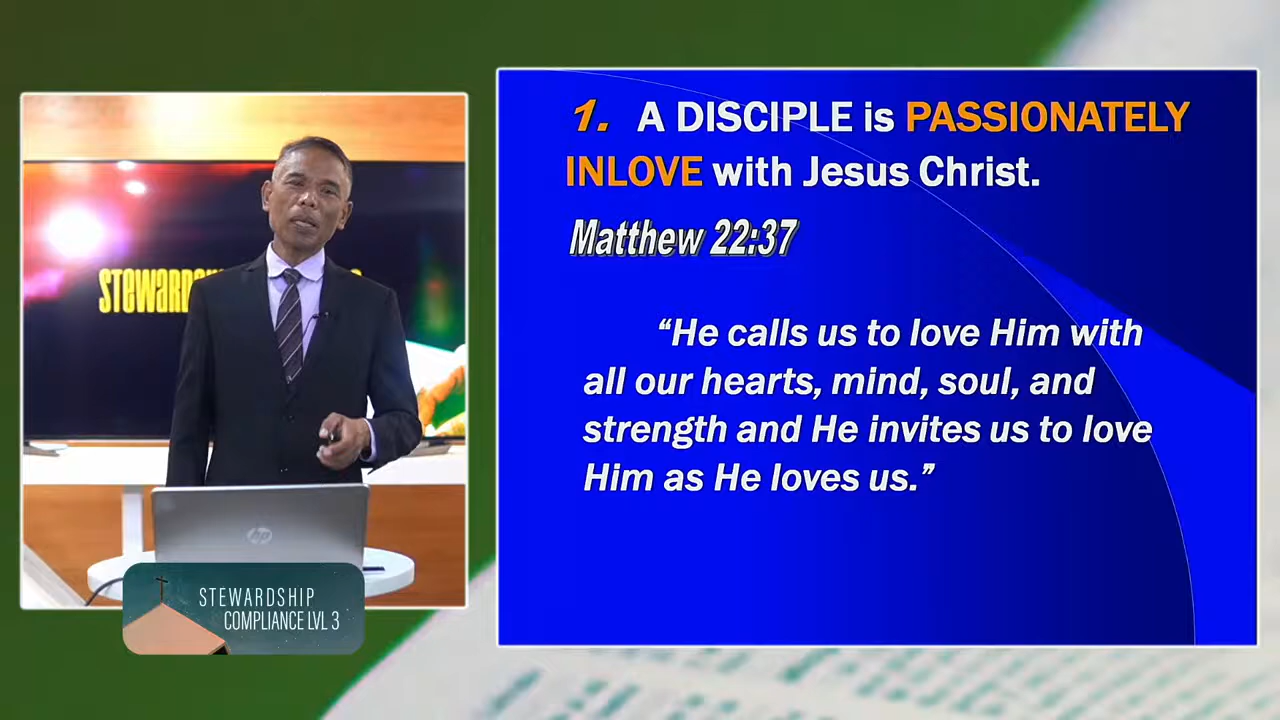 STEWARD
hp
STEWARDSHIP
COMPLIANCE LVL 3
1. A DISCIPLE is PASSIONATELY
INLOVE with Jesus Christ.
Matthew 22:37
“He calls us to love Him with
all our hearts, mind, soul, and
strength and He invites us to love
Him as He loves us.”